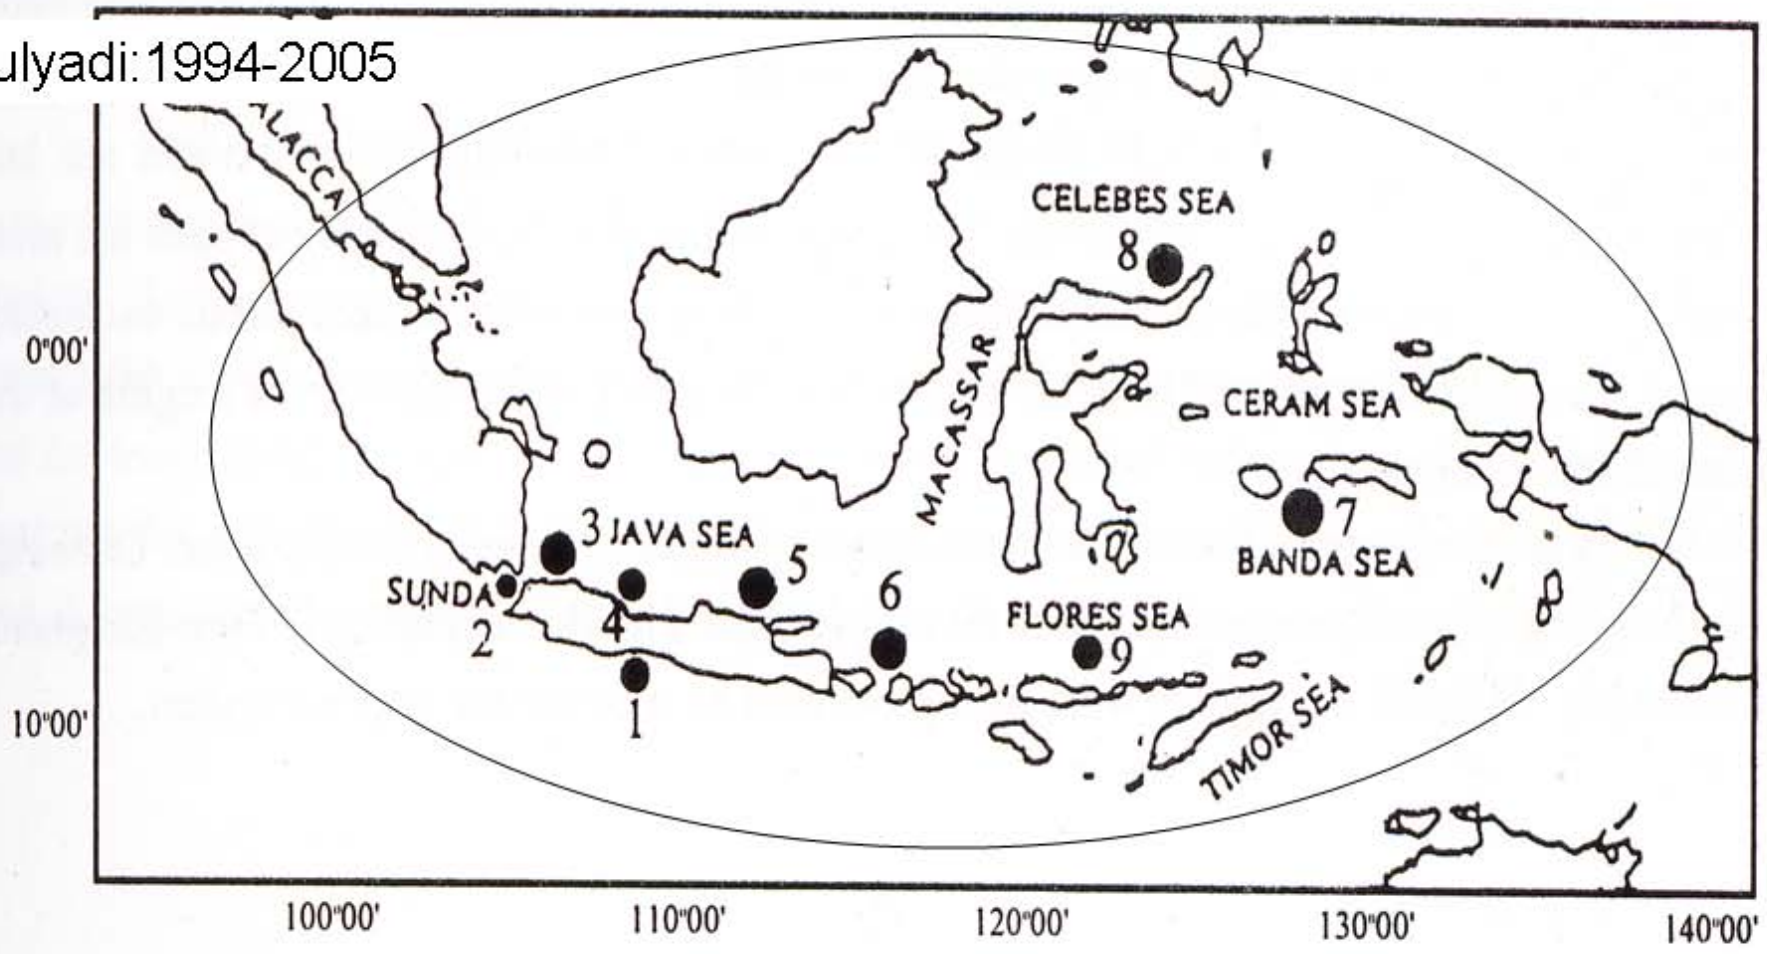 ulyadi:1994-2005
ALACCA
CELEBES SEA
8
0°00'
MACASSAR
CERAM SEA
7
BANDA SEA
3 JAVA SEA
5
SUNDA
2
4
6
FLORES SEA
9
1
10°00'
TIMOR SEA
100°00' 110°00' 120°00' 130°00' 140°00'